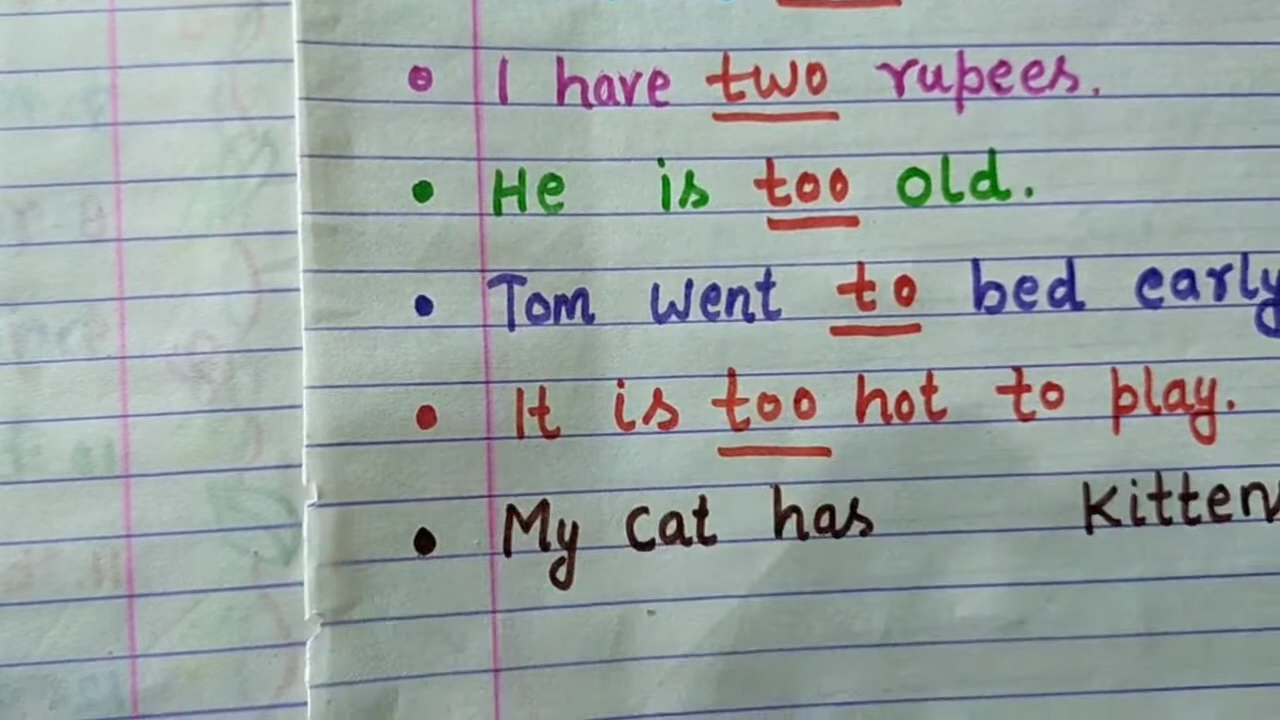 • I have two rupees.
• He is too old.
• Tom went to bed early
• It is too hot to play.
• My cat has Kittens